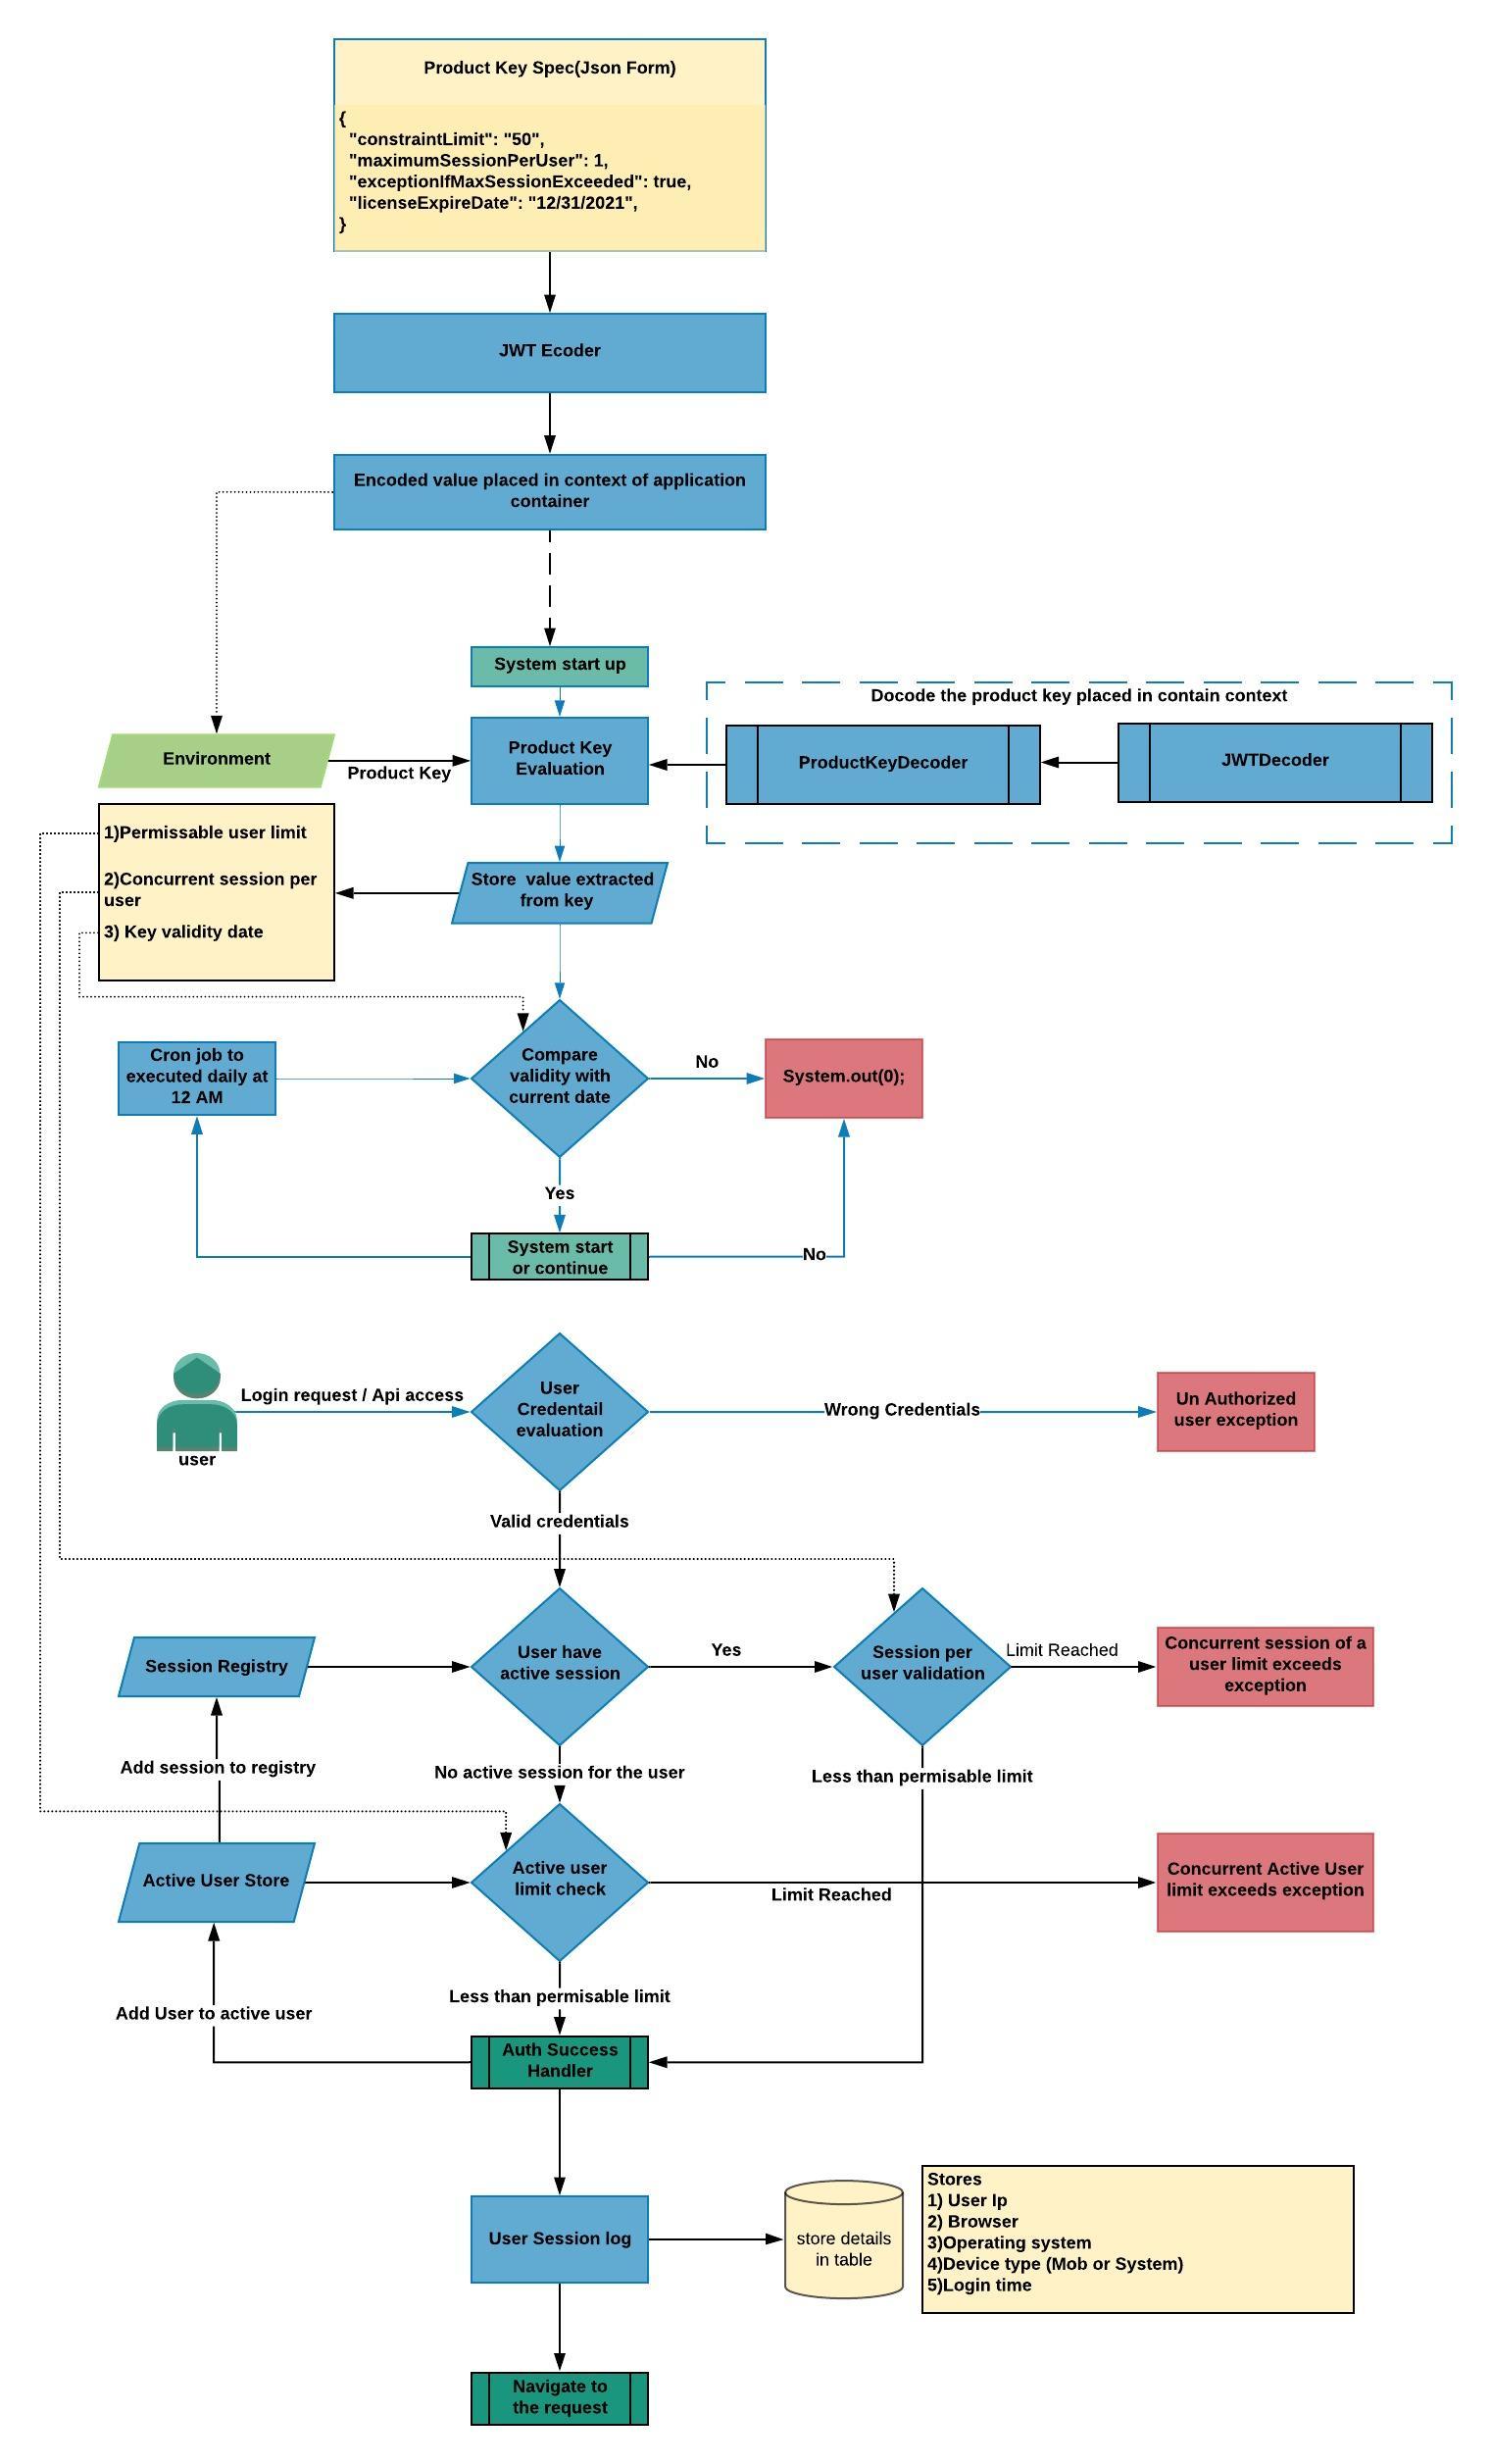 Product Key Spec(Json Form)
{
"constraintLimit": "50",
"maximumSessionPerUser": 1,
"exceptionIfMaxSessionExceeded": true,
"licenseExpireDate": "12/31/2021",
}
JWT Ecoder
Encoded value placed in context of application
container
System start up
Docode the product key placed in contain context
Environment
Product Key
Product Key
Evaluation
ProductKeyDecoder
JWTDecoder
1)Permissable user limit
2)Concurrent session per
user
3) Key validity date
Store value extracted
from key
Cron job to
executed daily at
12 AM
Compare
validity with
current date
No
System.out(0);
Yes
System start
or continue
No
user
Login request / Api access
User
Credentail
evaluation
Wrong Credentials
Un Authorized
user exception
Valid credentials
Session Registry
User have
active session
Yes
Session per
user validation
Limit Reached
Concurrent session of a
user limit exceeds
exception
Add session to registry
No active session for the user
Less than permisable limit
Active User Store
Active user
limit check
Limit Reached
Concurrent Active User
limit exceeds exception
Less than permisable limit
Add User to active user
Auth Success
Handler
User Session log
store details
in table
Stores
1) User Ip
2) Browser
3)Operating system
4)Device type (Mob or System)
5)Login time
Navigate to
the request